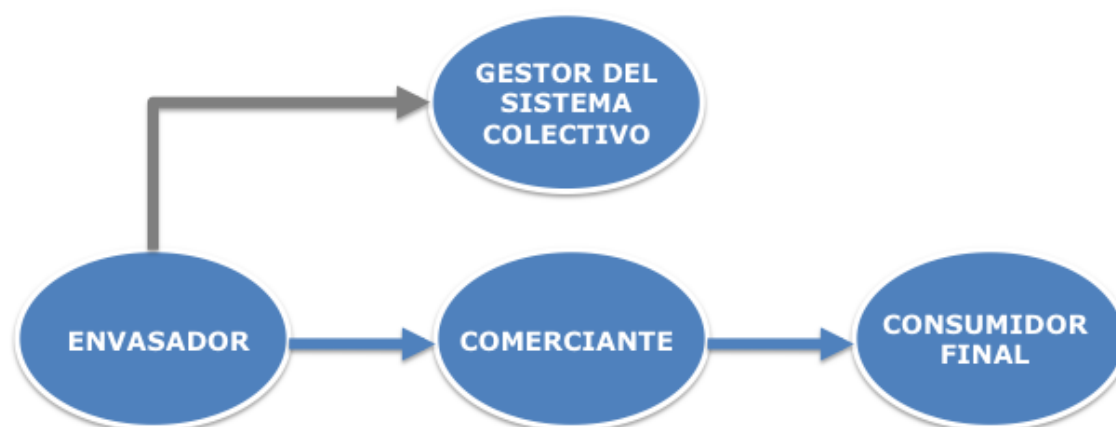 GESTOR DEL
SISTEMA
COLECTIVO
ENVASADOR
COMERCIANTE
CONSUMIDOR
FINAL